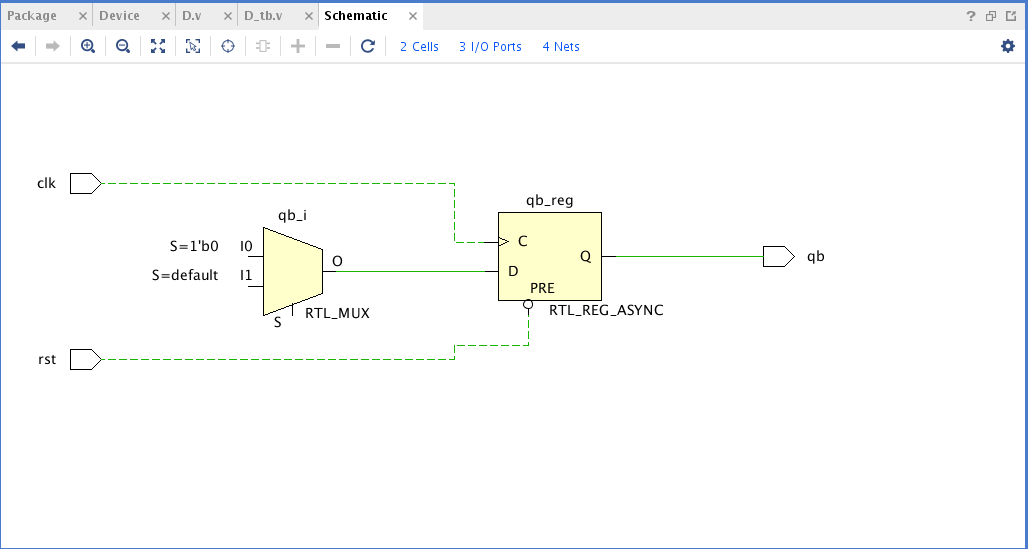 Package Device D.v D_tb.v Schematic
2 Cells 3 I/O Ports 4 Nets
clk
qb_i
S=1'b0 I0
S=default I1
O
S
RTL_MUX
qb_reg
C
D
Q
PRE
RTL_REG_ASYNC
qb
rst